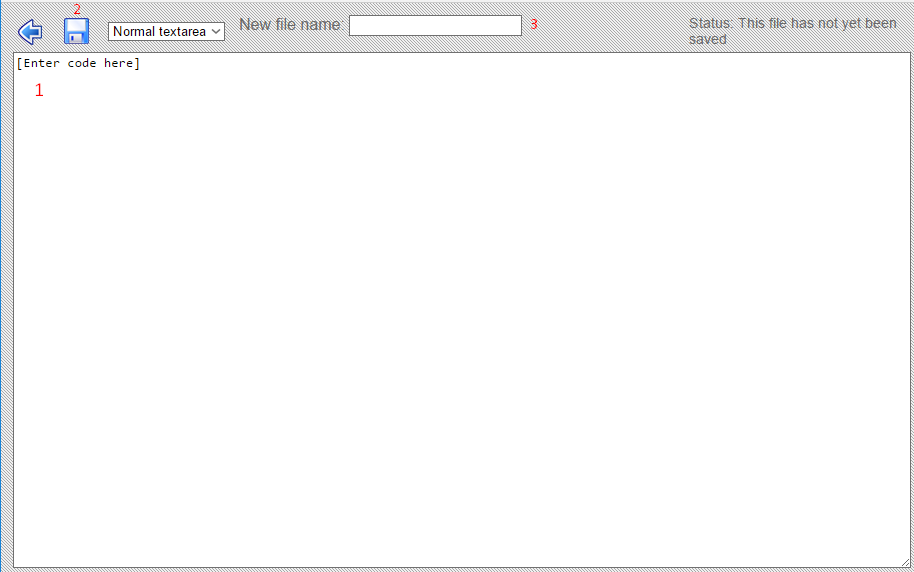 2
Normal textarea
New file name:
3
Status: This file has not yet been
saved
[Enter code here]
1